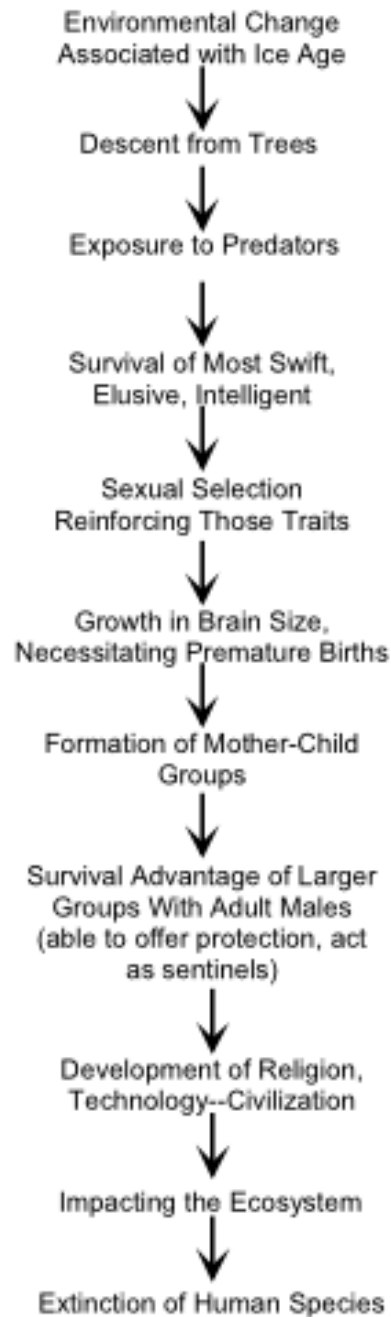 Environmental Change
Associated with Ice Age
Descent from Trees
Exposure to Predators
Survival of Most Swift,
Elusive, Intelligent
Sexual Selection
Reinforcing Those Traits
Growth in Brain Size,
Necessitating Premature Births
Formation of Mother-Child
Groups
Survival Advantage of Larger
Groups With Adult Males
(able to offer protection, act
as sentinels)
Development of Religion,
Technology--Civilization
Impacting the Ecosystem
Extinction of Human Species